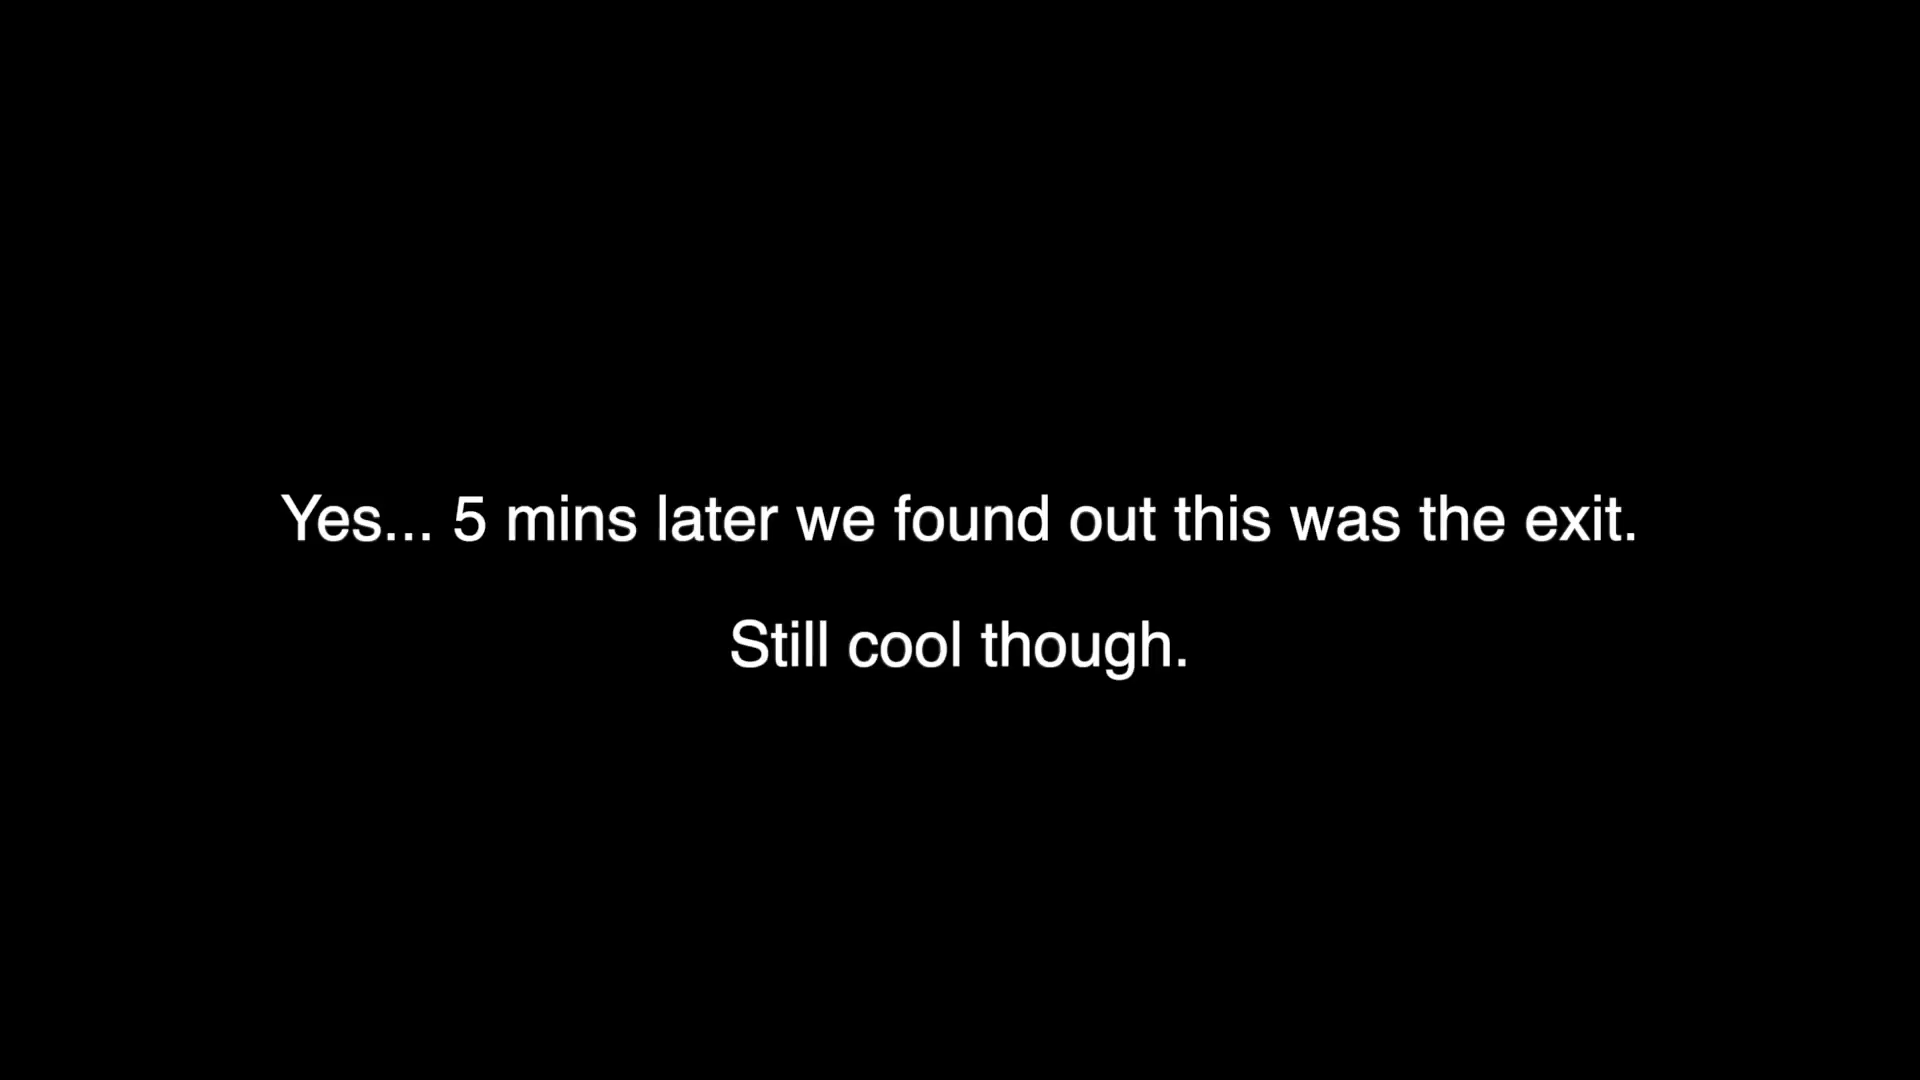 Yes... 5 mins later we found out this was the exit.
Still cool though.